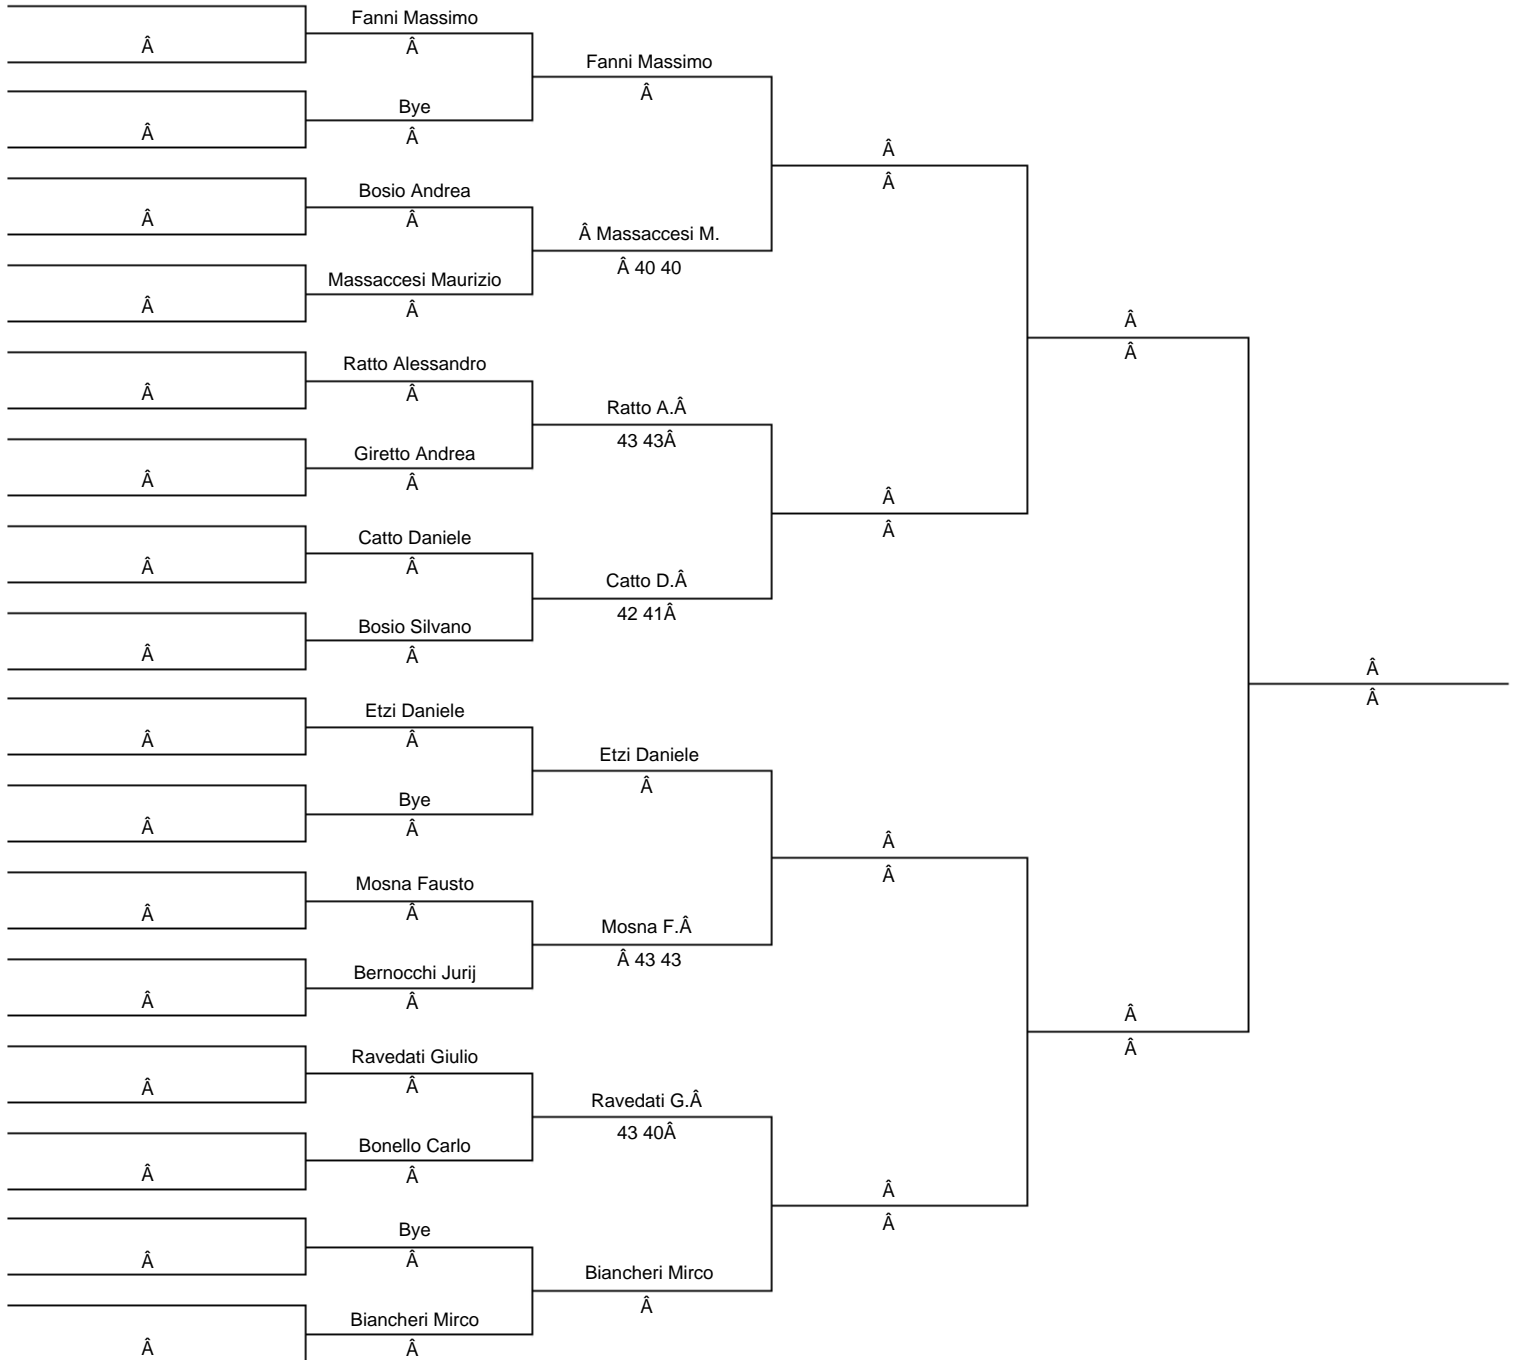 Fanni Massimo
Â
Â
Fanni Massimo
Â
Bye
Â
Â
Â
Â
Bosio Andrea
Â
Â
Â Massaccesi M.
Â 40 40
Massaccesi Maurizio
Â
Â
Â
Â
Ratto Alessandro
Â
Â
Ratto A.Â
43 43Â
Giretto Andrea
Â
Â
Â
Â
Catto Daniele
Â
Â
Catto D.Â
42 41Â
Bosio Silvano
Â
Â
Â
Â
Etzi Daniele
Â
Â
Etzi Daniele
Â
Bye
Â
Â
Â
Â
Mosna Fausto
Â
Â
Mosna F.Â
Â 43 43
Bernocchi Jurij
Â
Â
Â
Â
Ravedati Giulio
Â
Â
Ravedati G.Â
43 40Â
Bonello Carlo
Â
Â
Â
Â
Bye
Â
Â
Biancheri Mirco
Â
Biancheri Mirco
Â
Â